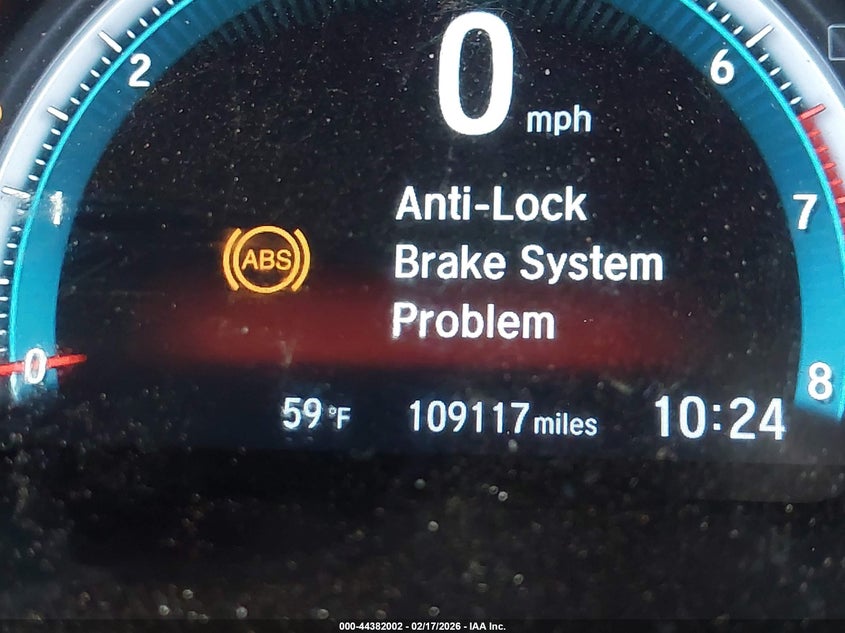 0 mph
2
6
1
Anti-Lock
7
ABS
Brake System
Problem
0
8
59 °F 109117 miles 10:24
000-44382002 - 02/17/2026 - IAA Inc.